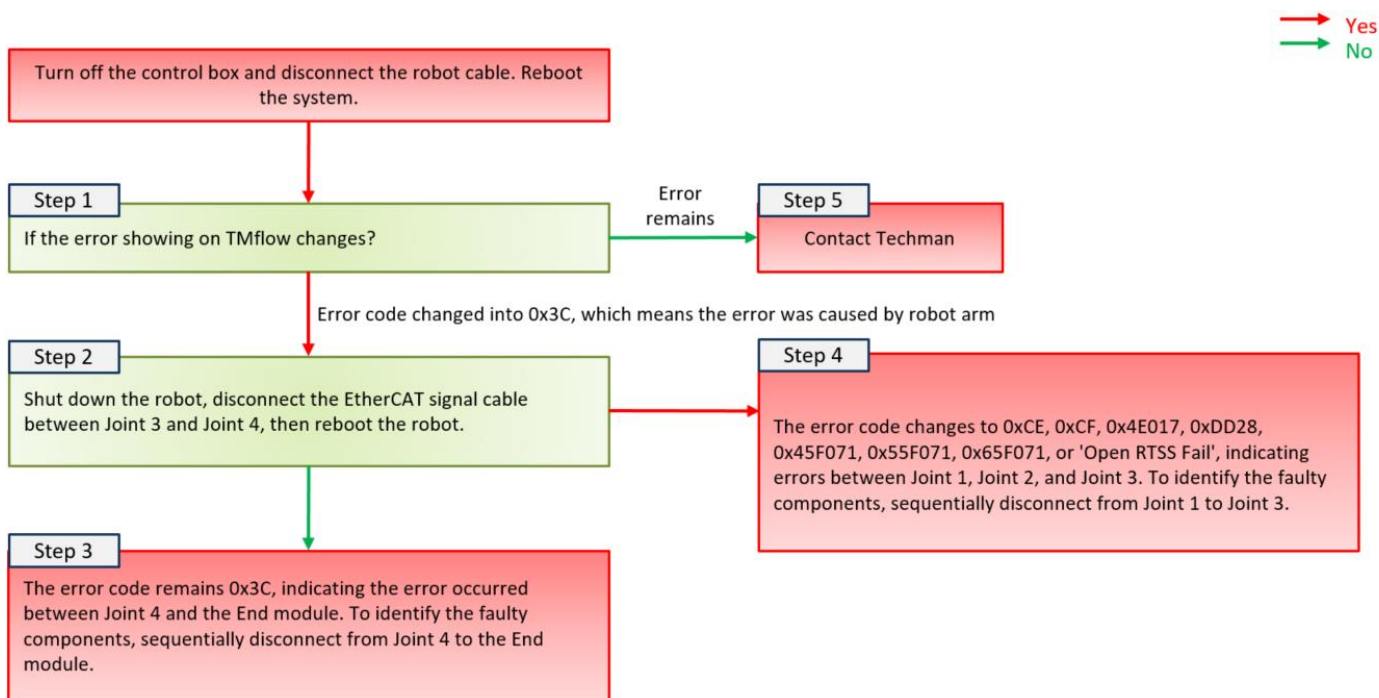 Yes
No
Turn off the control box and disconnect the robot cable. Reboot
the system.
Step 1
If the error showing on TMflow changes?
Error
remains
Step 5
Contact Techman
Error code changed into 0x3C, which means the error was caused by robot arm
Step 2
Shut down the robot, disconnect the EtherCAT signal cable
between Joint 3 and Joint 4, then reboot the robot.
Step 4
The error code changes to 0xCE, 0xCF, 0x4E017, 0xDD28,
0x45F071, 0x55F071, 0x65F071, or 'Open RTSS Fail', indicating
errors between Joint 1, Joint 2, and Joint 3. To identify the faulty
components, sequentially disconnect from Joint 1 to Joint 3.
Step 3
The error code remains 0x3C, indicating the error occurred
between Joint 4 and the End module. To identify the faulty
components, sequentially disconnect from Joint 4 to the End
module.